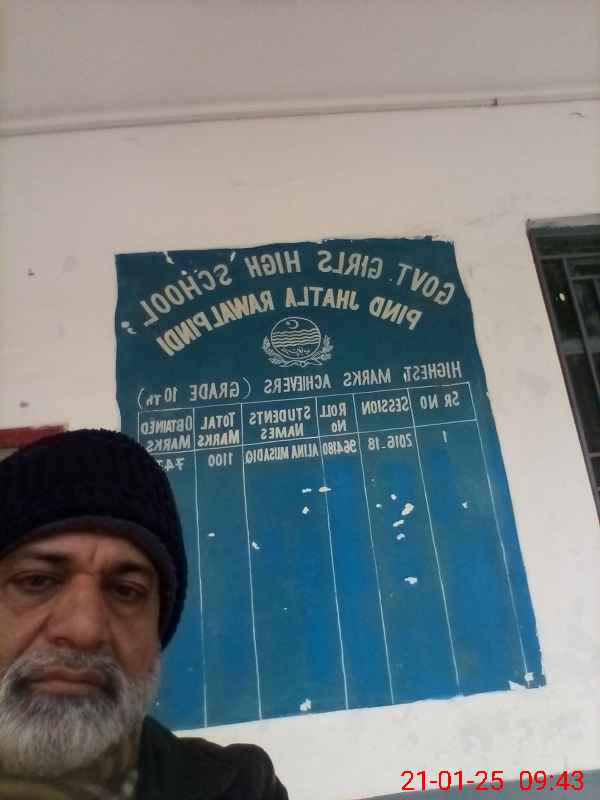 GOVT. GIRLS HIGH SCHOOL,
PIND JHATLA RAWALPINDI
HIGHEST MARKS ACHIEVERS (GRADE 10TH)
SR NO SESSION ROLL NO STUDENTS NAMES TOTAL MARKS OBTAINED MARKS
1 2016-18 964180 ALINA MUSADIQ 1100
21-01-25 09:43